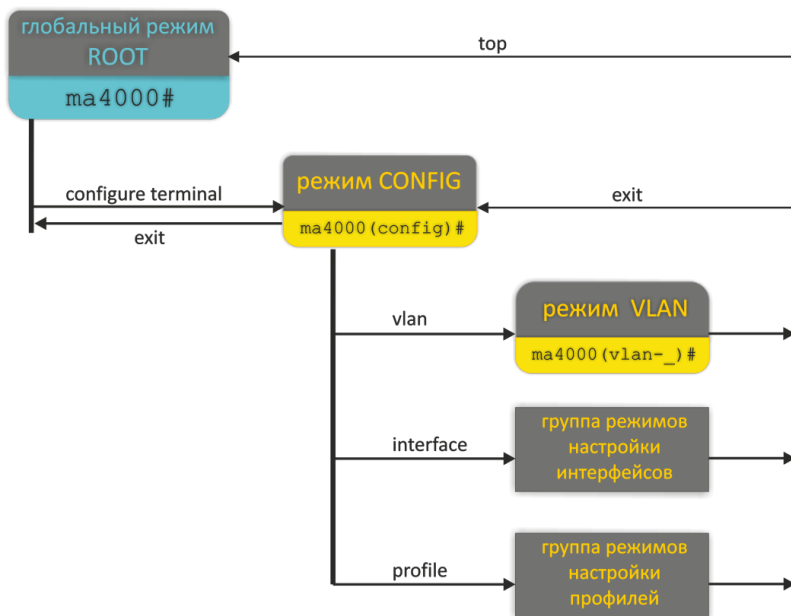 глобальный режим
ROOT
ma4000#
top
configure terminal
exit
режим CONFIG
ma4000(config)#
exit
vlan
режим VLAN
ma4000(vlan-_)#
interface
группа режимов
настройки
интерфейсов
profile
группа режимов
настройки
профилей